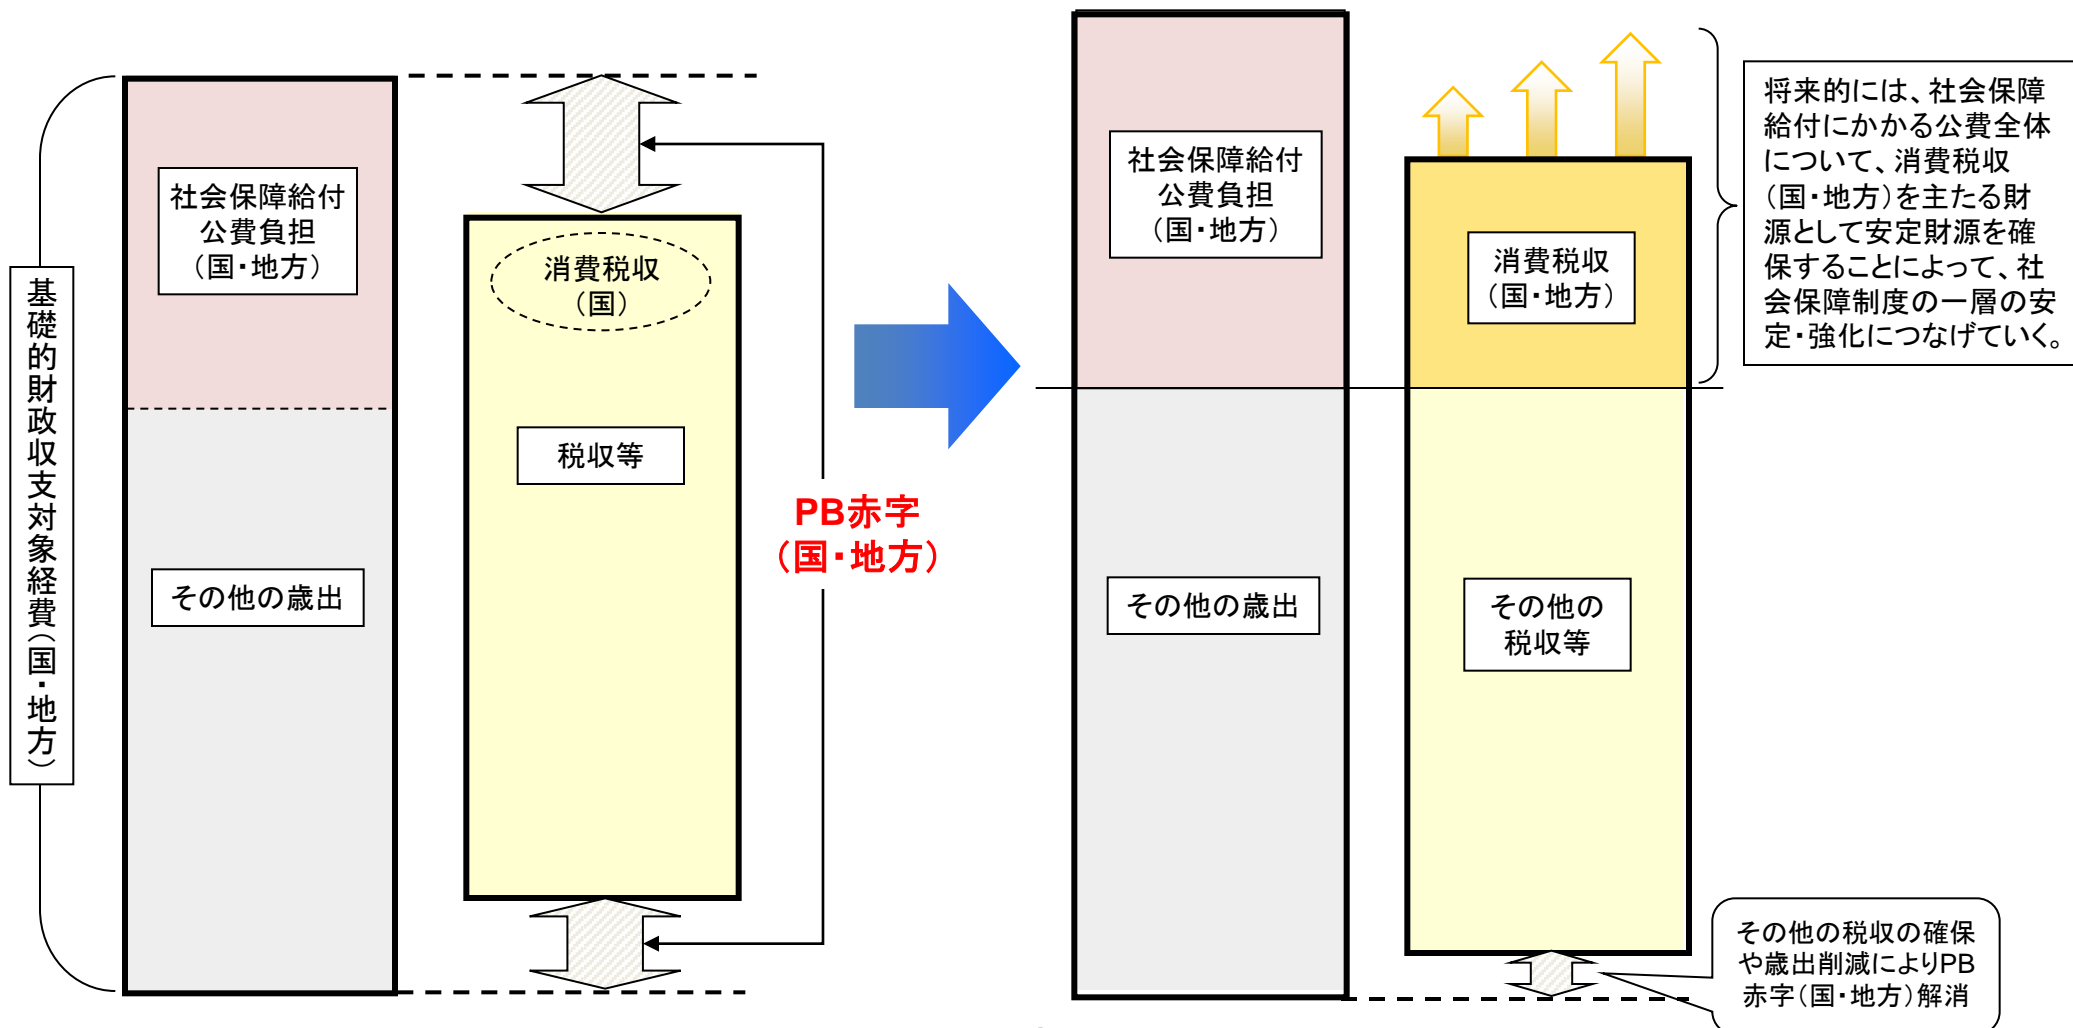 基礎的財政収支対象経費（国・地方）
社会保障給付
公費負担
（国・地方）
その他の歳出
消費税収
（国）
税収等
PB赤字
（国・地方）
社会保障給付
公費負担
（国・地方）
その他の歳出
消費税収
（国・地方）
その他の
税収等
将来的には、社会保障
給付にかかる公費全体
について、消費税収
（国・地方）を主たる財
源として安定財源を確
保することによって、社
会保障制度の一層の安
定・強化につなげていく。
その他の税収の確保
や歳出削減によりPB
赤字（国・地方）解消